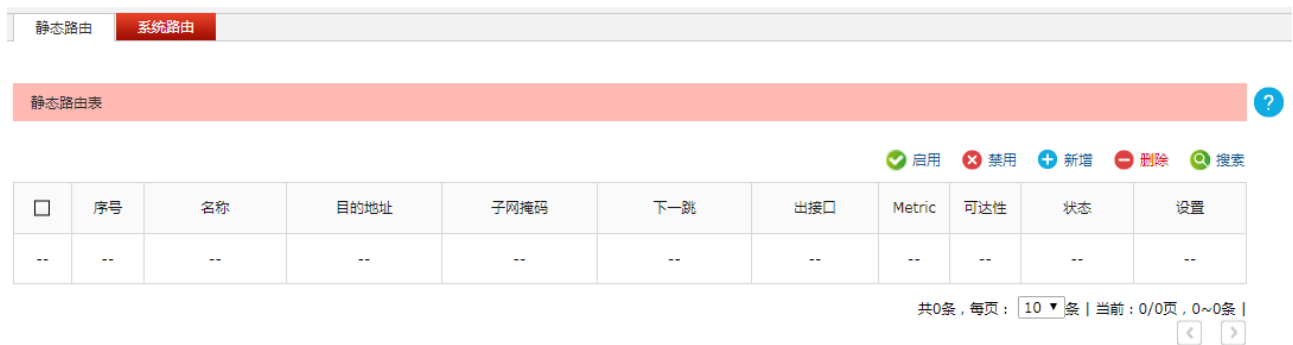 静态路由 系统路由
静态路由表
?
启用 禁用 新增 删除 搜索
序号 名称 目的地址 子网掩码 下一跳 出接口 Metric 可达性 状态 设置
-- -- -- -- -- -- -- -- -- -- --
共0条，每页： 10 条 | 当前：0/0页，0~0条 |
< >